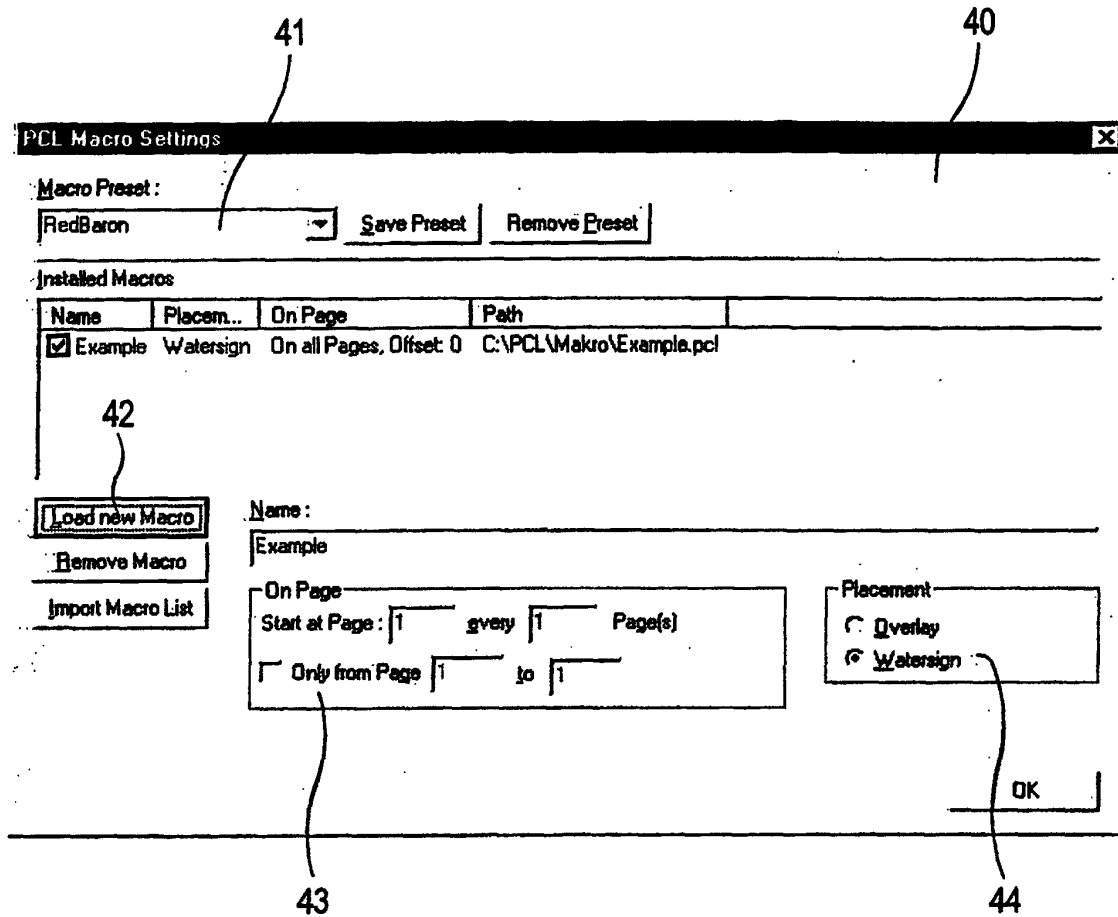 41
40
PCL Macro Settings
Macro Preset :
RedBaron
Save Preset
Remove Preset
Installed Macros
Name Placem... On Page Path
Example Watersign On all Pages, Offset: 0 C:\PCL\Makro\Example.pcl
42
Load new Macro
Name :
Remove Macro
Example
Import Macro List
On Page
Placement
Start at Page : 1 every 1 Page(s)
Overlay
Only from Page 1 to 1
Watersign
OK
43
44